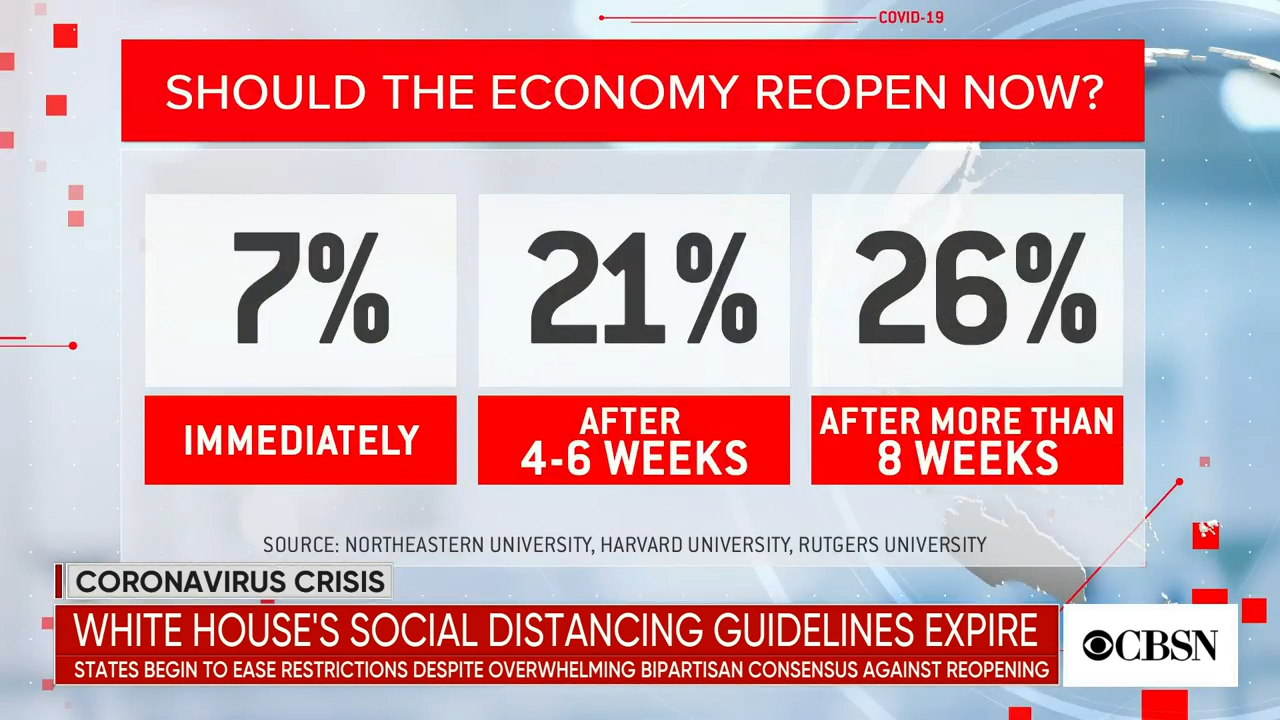 COVID-19
SHOULD THE ECONOMY REOPEN NOW?
7%
IMMEDIATELY
21%
AFTER
4-6 WEEKS
26%
AFTER MORE THAN
8 WEEKS
SOURCE: NORTHEASTERN UNIVERSITY, HARVARD UNIVERSITY, RUTGERS UNIVERSITY
CORONAVIRUS CRISIS
WHITE HOUSE'S SOCIAL DISTANCING GUIDELINES EXPIRE
STATES BEGIN TO EASE RESTRICTIONS DESPITE OVERWHELMING BIPARTISAN CONSENSUS AGAINST REOPENING
CBSN